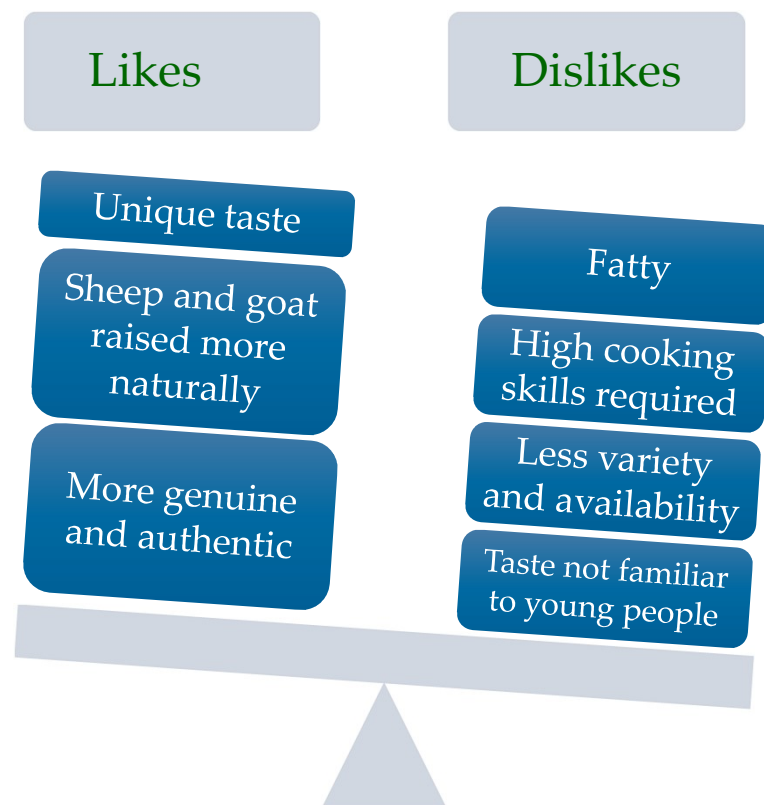 Likes
Dislikes
Unique taste
Sheep and goat
raised more
naturally
More genuine
and authentic
Fatty
High cooking
skills required
Less variety
and availability
Taste not familiar
to young people